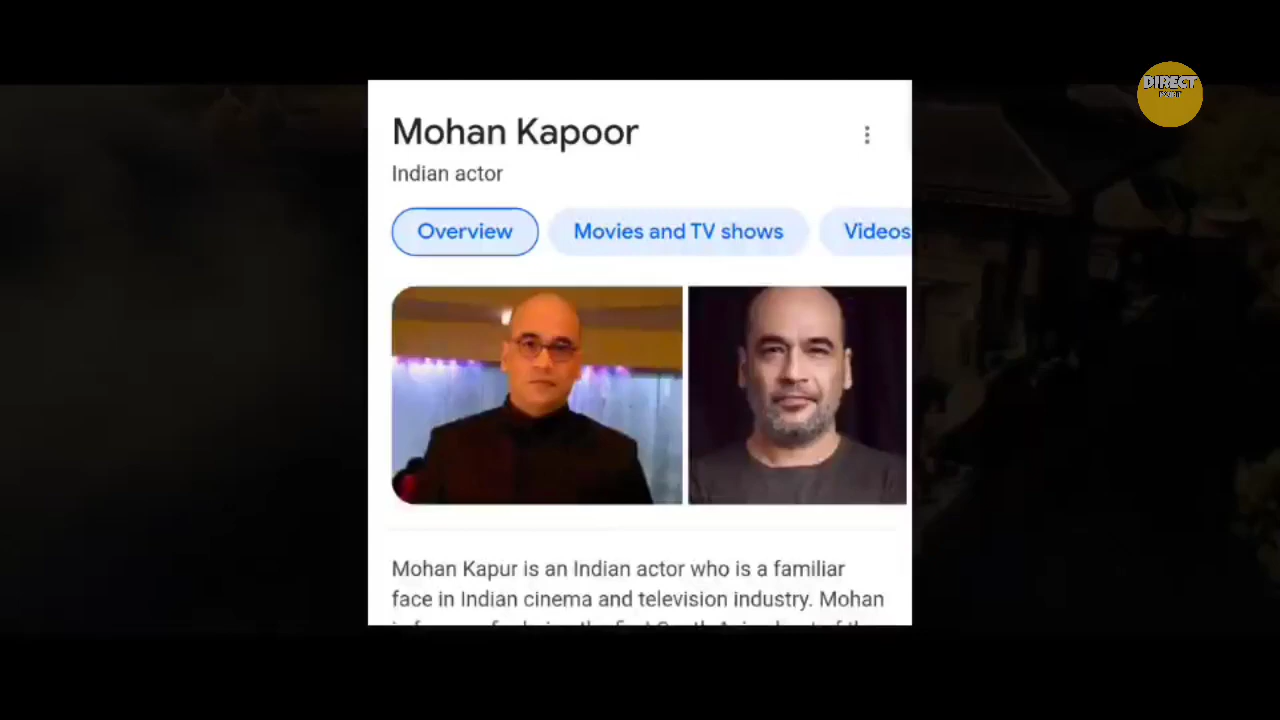 DIRECT
Mohan Kapoor
Indian actor
Overview
Movies and TV shows
Videos
Mohan Kapur is an Indian actor who is a familiar
face in Indian cinema and television industry. Mohan